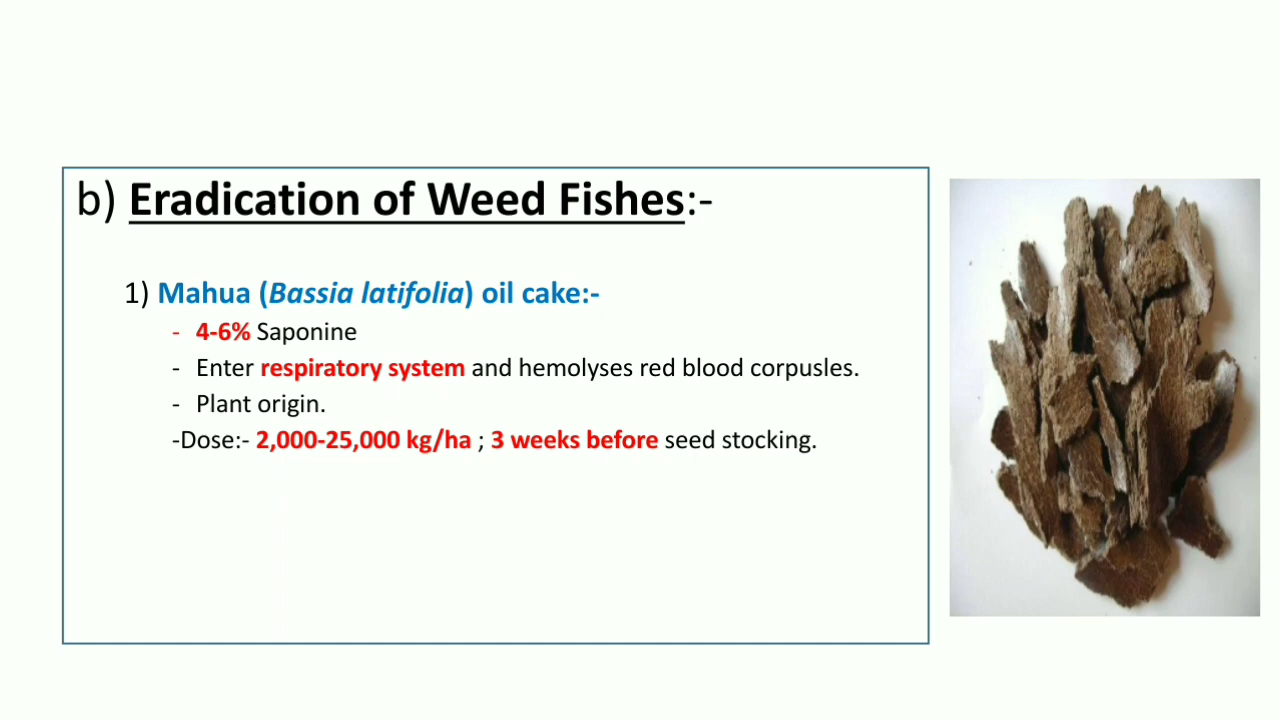 b) Eradication of Weed Fishes:-
1) Mahua (Bassia latifolia) oil cake:-
- 4-6% Saponine
- Enter respiratory system and hemolyses red blood corpusles.
- Plant origin.
-Dose:- 2,000-25,000 kg/ha ; 3 weeks before seed stocking.